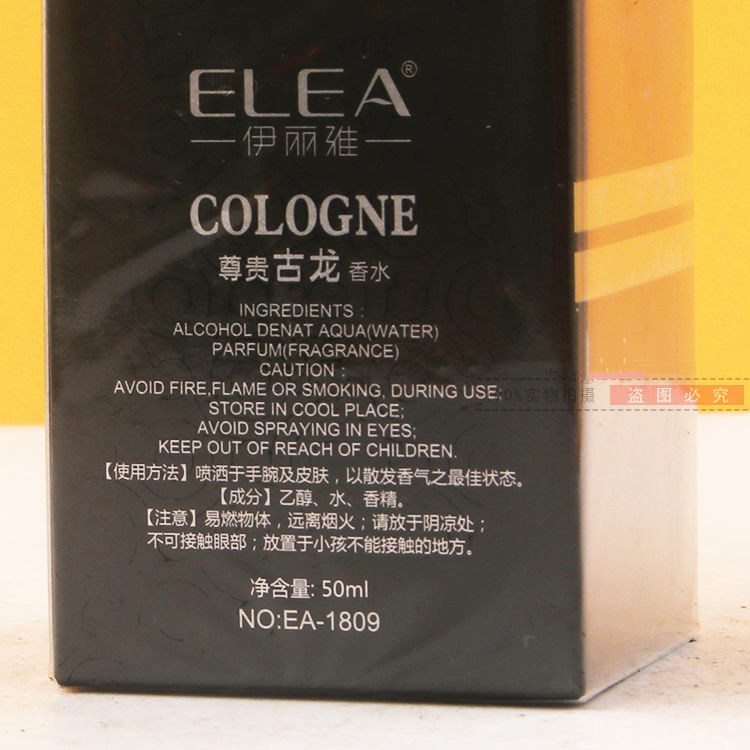 ELEA®
伊丽雅
COLOGNE
尊贵古龙香水
INGREDIENTS :
ALCOHOL DENAT AQUA(WATER)
PARFUM(FRAGRANCE)
CAUTION :
AVOID FIRE,FLAME OR SMOKING, DURING USE;
STORE IN COOL PLACE;
AVOID SPRAYING IN EYES;
KEEP OUT OF REACH OF CHILDREN.
【使用方法】喷洒于手腕及皮肤，以散发香气之最佳状态。
【成分】乙醇、水、香精。
【注意】易燃物体，远离烟火；请放于阴凉处；
不可接触眼部；放置于小孩不能接触的地方。
净含量: 50ml
NO:EA-1809
0%实物拍摄 盗图必究